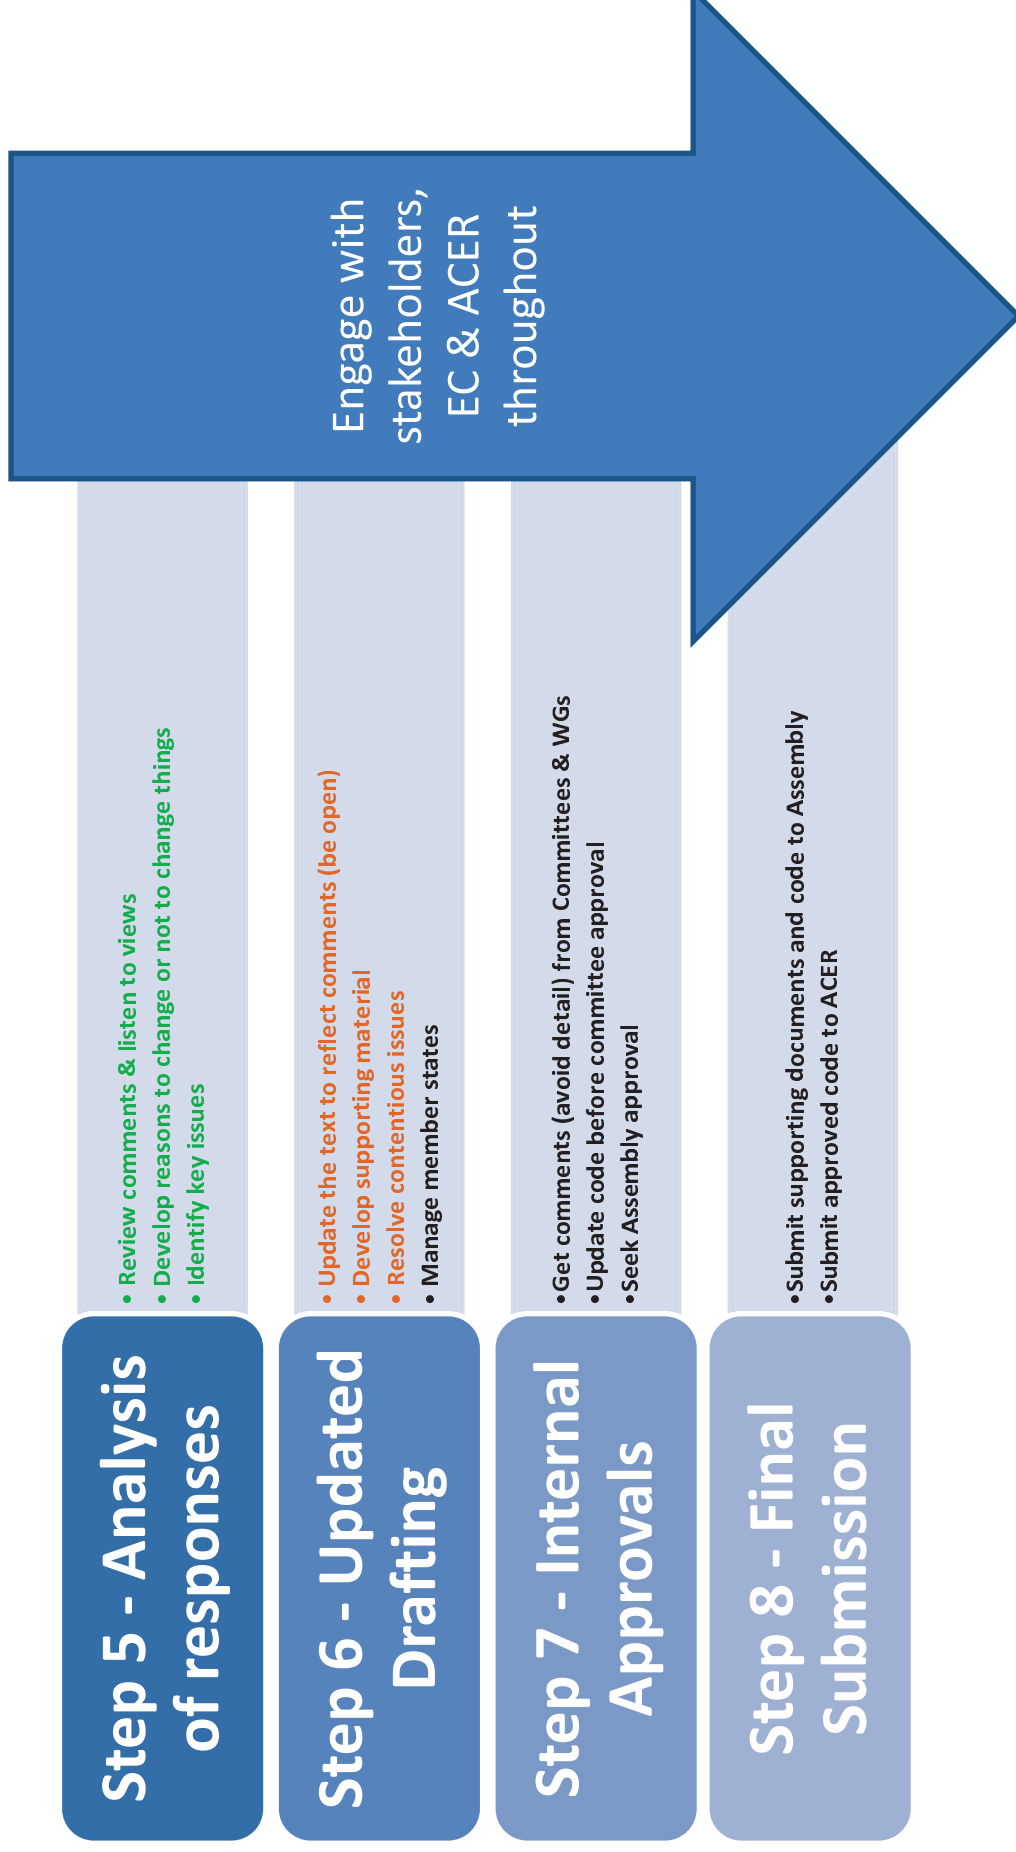 Step 5 - Analysis
of responses
• Review comments & listen to views
• Develop reasons to change or not to change things
• Identify key issues
Step 6 - Updated
Drafting
• Update the text to reflect comments (be open)
• Develop supporting material
• Resolve contentious issues
• Manage member states
Step 7 - Internal
Approvals
•Get comments (avoid detail) from Committees & WGs
•Update code before committee approval
•Seek Assembly approval
Step 8 - Final
Submission
•Submit supporting documents and code to Assembly
•Submit approved code to ACER
Engage with
stakeholders,
EC & ACER
throughout